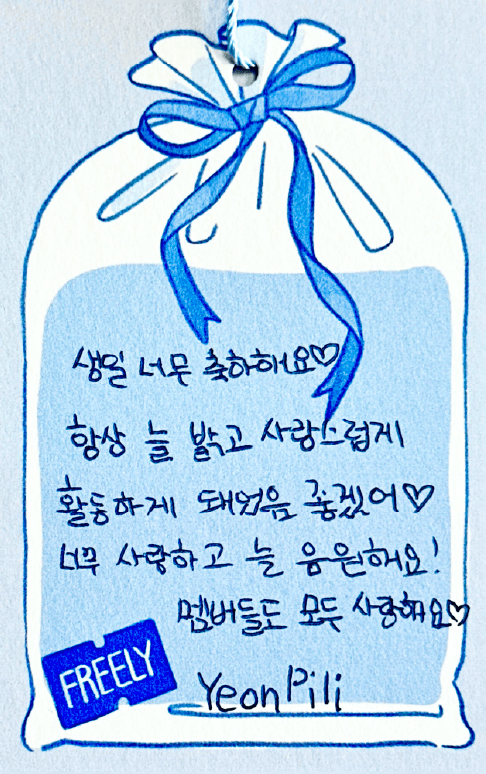 생일 너무 축하해요♡
항상 늘 밝고 사랑스럽게
활동하게 돼었음 좋겠어♡
너무 사랑하고 늘 응원해요!
멤버들도 모두 사랑해요♡
FREELY
YeonPili